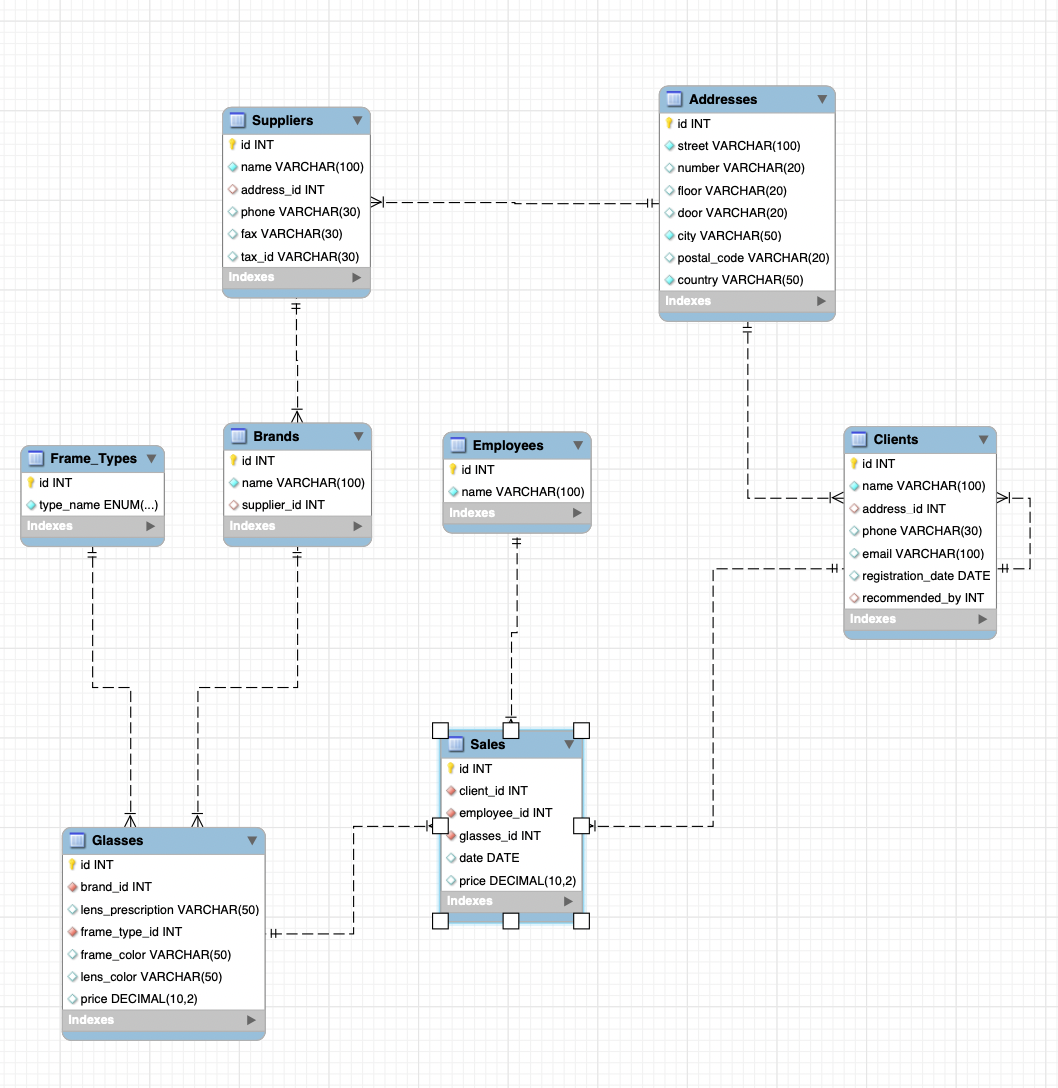 Suppliers
id INT
name VARCHAR(100)
address_id INT
phone VARCHAR(30)
fax VARCHAR(30)
tax_id VARCHAR(30)
Indexes
Addresses
id INT
street VARCHAR(100)
number VARCHAR(20)
floor VARCHAR(20)
door VARCHAR(20)
city VARCHAR(50)
postal_code VARCHAR(20)
country VARCHAR(50)
Indexes
Frame_Types
id INT
type_name ENUM(...)
Indexes
Brands
id INT
name VARCHAR(100)
supplier_id INT
Indexes
Employees
id INT
name VARCHAR(100)
Indexes
Clients
id INT
name VARCHAR(100)
address_id INT
phone VARCHAR(30)
email VARCHAR(100)
registration_date DATE
recommended_by INT
Indexes
Glasses
id INT
brand_id INT
lens_prescription VARCHAR(50)
frame_type_id INT
frame_color VARCHAR(50)
lens_color VARCHAR(50)
price DECIMAL(10,2)
Indexes
Sales
id INT
client_id INT
employee_id INT
glasses_id INT
date DATE
price DECIMAL(10,2)
Indexes